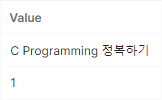 Value
C Programming 정복하기
1